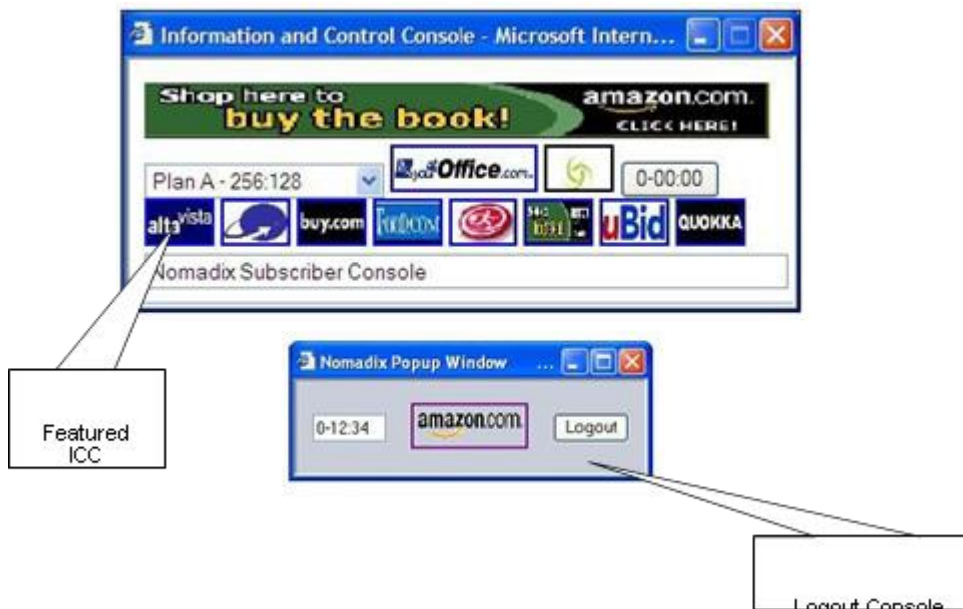 Information and Control Console - Microsoft Intern...
Shop here to
buy the book!
amazon.com.
CLICK HERE!
Plan A - 256:128
Office.com
0-00:00
altavista
buy.com
uBid
QUOKKA
Nomadix Subscriber Console
Nomadix Popup Window ...
0-12:34
amazon.com
Logout
Featured
ICC
Logout Console